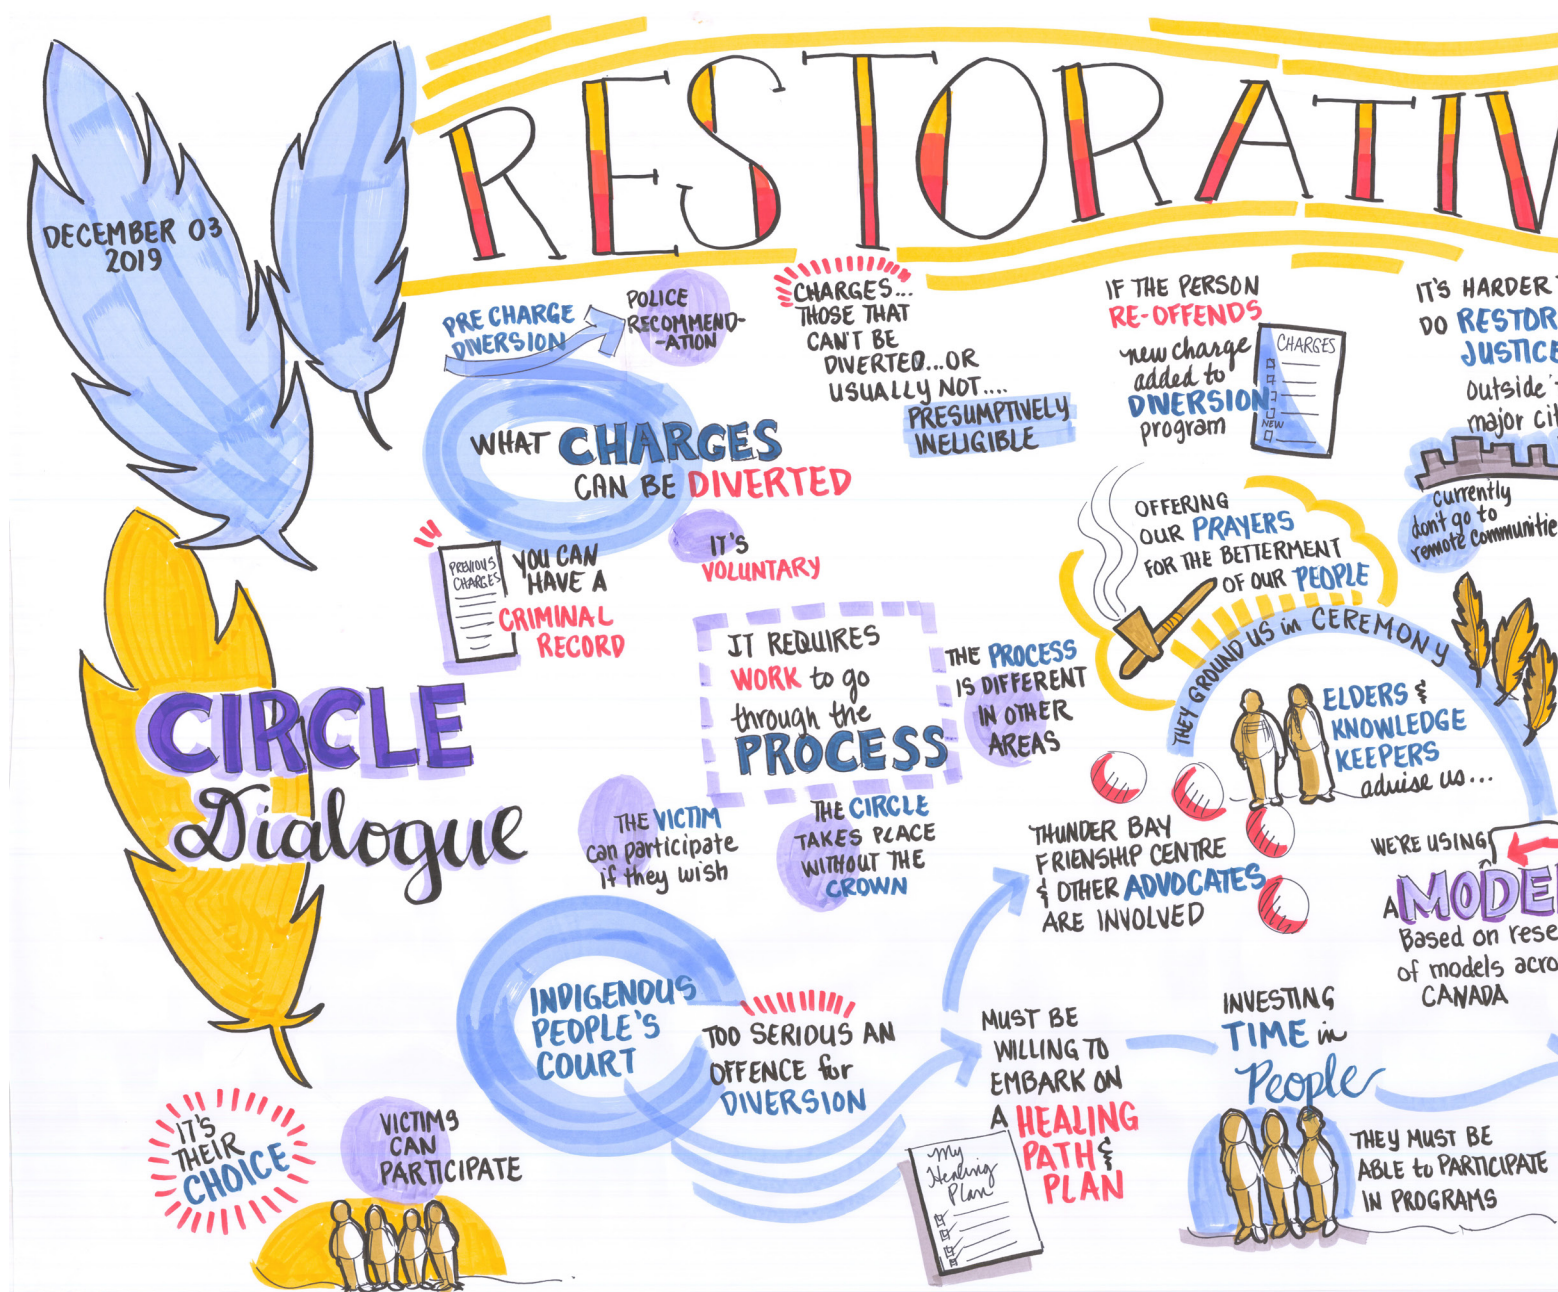 DECEMBER 03
2019
RESTORATIV
CIRCLE
Dialogue
PRE CHARGE
DIVERSION
POLICE
RECOMMEND-
-ATION
WHAT CHARGES
CAN BE DIVERTED
CHARGES...
THOSE THAT
CAN'T BE
DIVERTED...OR
USUALLY NOT....
PRESUMPTIVELY
INELIGIBLE
IF THE PERSON
RE-OFFENDS
new charge
added to
DIVERSION
program
CHARGES
NEW
IT'S HARDER
DO RESTOR
JUSTICE
outside
major cit
currently
don't go to
remote communitie
PREVIOUS
CHARGES
YOU CAN
HAVE A
CRIMINAL
RECORD
IT'S
VOLUNTARY
IT REQUIRES
WORK to go
through the
PROCESS
THE PROCESS
IS DIFFERENT
IN OTHER
AREAS
OFFERING
OUR PRAYERS
FOR THE BETTERMENT
OF OUR PEOPLE
THEY GROUND US in CEREMONY
ELDERS &
KNOWLEDGE
KEEPERS
advise us...
THE VICTIM
can participate
if they wish
THE CIRCLE
TAKES PLACE
WITHOUT THE
CROWN
THUNDER BAY
FRIENSHIP CENTRE
& OTHER ADVOCATES
ARE INVOLVED
WE'RE USING
A MODE
Based on rese
of models acro
CANADA
INDIGENOUS
PEOPLE'S
COURT
TOO SERIOUS AN
OFFENCE for
DIVERSION
MUST BE
WILLING TO
EMBARK ON
A HEALING
PATH &
PLAN
My
Healing
Plan
INVESTING
TIME in
People
THEY MUST BE
ABLE to PARTICIPATE
IN PROGRAMS
IT'S
THEIR
CHOICE
VICTIMS
CAN
PARTICIPATE